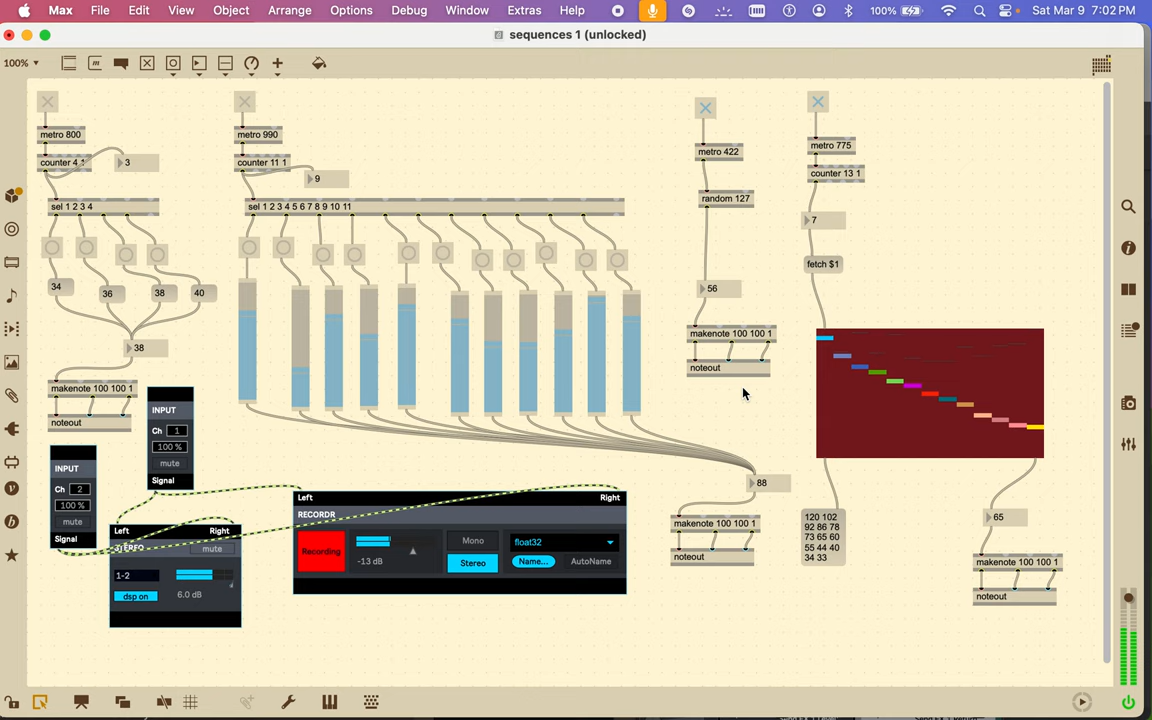 Max File Edit View Object Arrange Options Debug Window Extras Help 100% Sat Mar 9 7:02 PM
sequences 1 (unlocked)
100%
metro 800
metro 990
metro 422
metro 775
counter 4 1
3
counter 11 1
9
counter 13 1
sel 1 2 3 4
sel 1 2 3 4 5 6 7 8 9 10 11
random 127
7
fetch $1
34
36
38
40
56
38
makenote 100 100 1
noteout
makenote 100 100 1
noteout
INPUT
Ch 1
100 %
mute
Signal
INPUT
Ch 2
100 %
mute
Signal
Left Right
mute
1-2
dsp on
6.0 dB
Left Right
RECORDR
Recording
-13 dB
Mono
Stereo
float32
Name...
AutoName
88
makenote 100 100 1
noteout
120 102
92 86 78
73 65 60
55 44 40
34 33
65
makenote 100 100 1
noteout